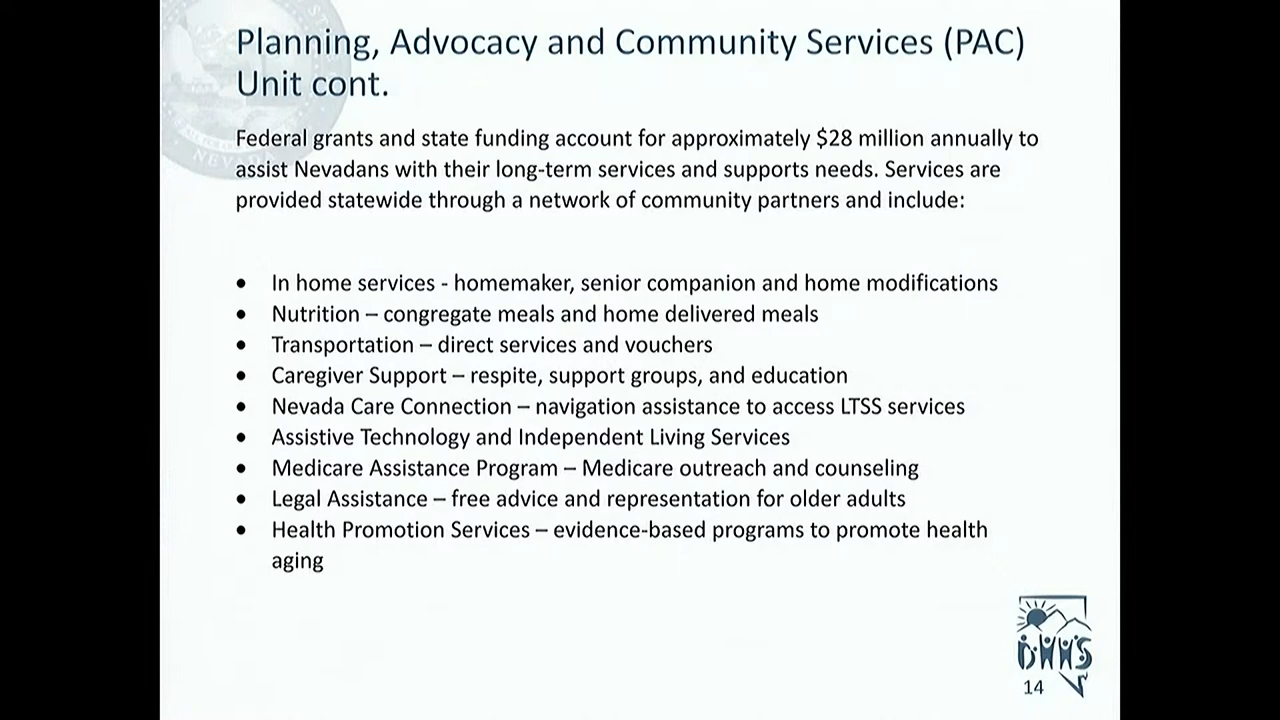 Planning, Advocacy and Community Services (PAC)
Unit cont.
Federal grants and state funding account for approximately $28 million annually to
assist Nevadans with their long-term services and supports needs. Services are
provided statewide through a network of community partners and include:
• In home services - homemaker, senior companion and home modifications
• Nutrition – congregate meals and home delivered meals
• Transportation – direct services and vouchers
• Caregiver Support – respite, support groups, and education
• Nevada Care Connection – navigation assistance to access LTSS services
• Assistive Technology and Independent Living Services
• Medicare Assistance Program – Medicare outreach and counseling
• Legal Assistance – free advice and representation for older adults
• Health Promotion Services – evidence-based programs to promote health
aging
DHHS
14
NEVADA